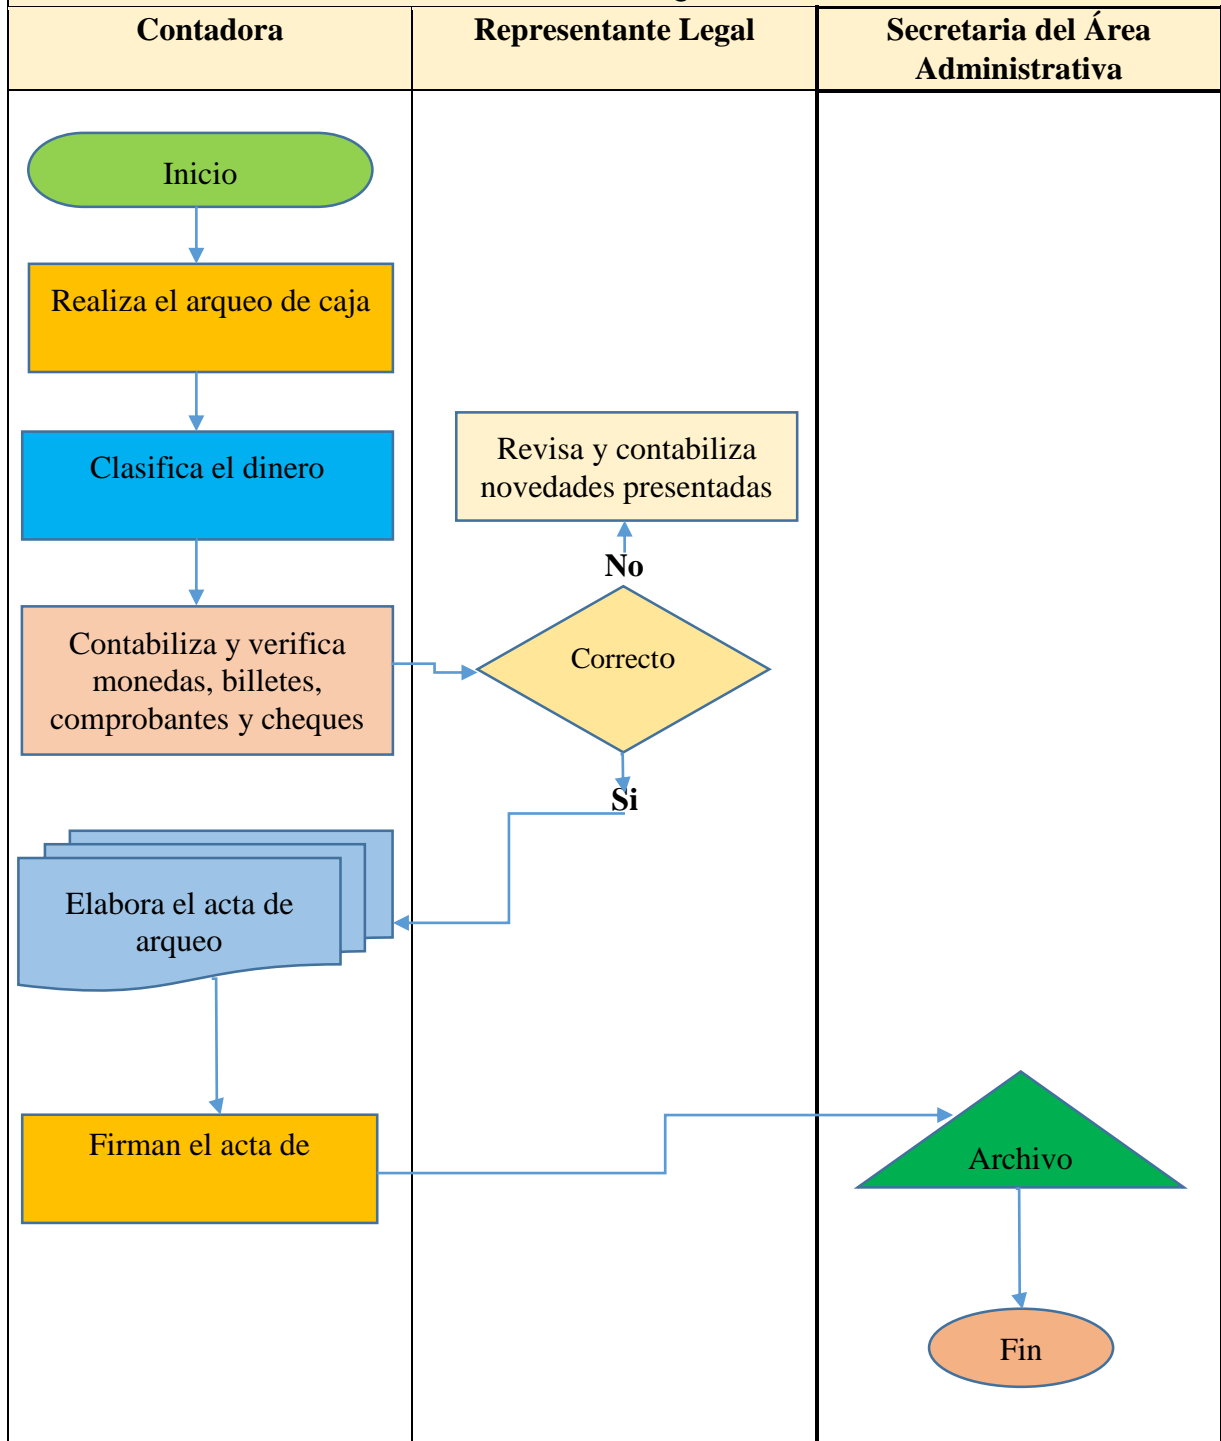 Contadora
Representante Legal
Secretaria del Área
Administrativa
Inicio
Realiza el arqueo de caja
Clasifica el dinero
Revisa y contabiliza
novedades presentadas
No
Contabiliza y verifica
monedas, billetes,
comprobantes y cheques
Correcto
Si
Elabora el acta de
arqueo
Firman el acta de
Archivo
Fin